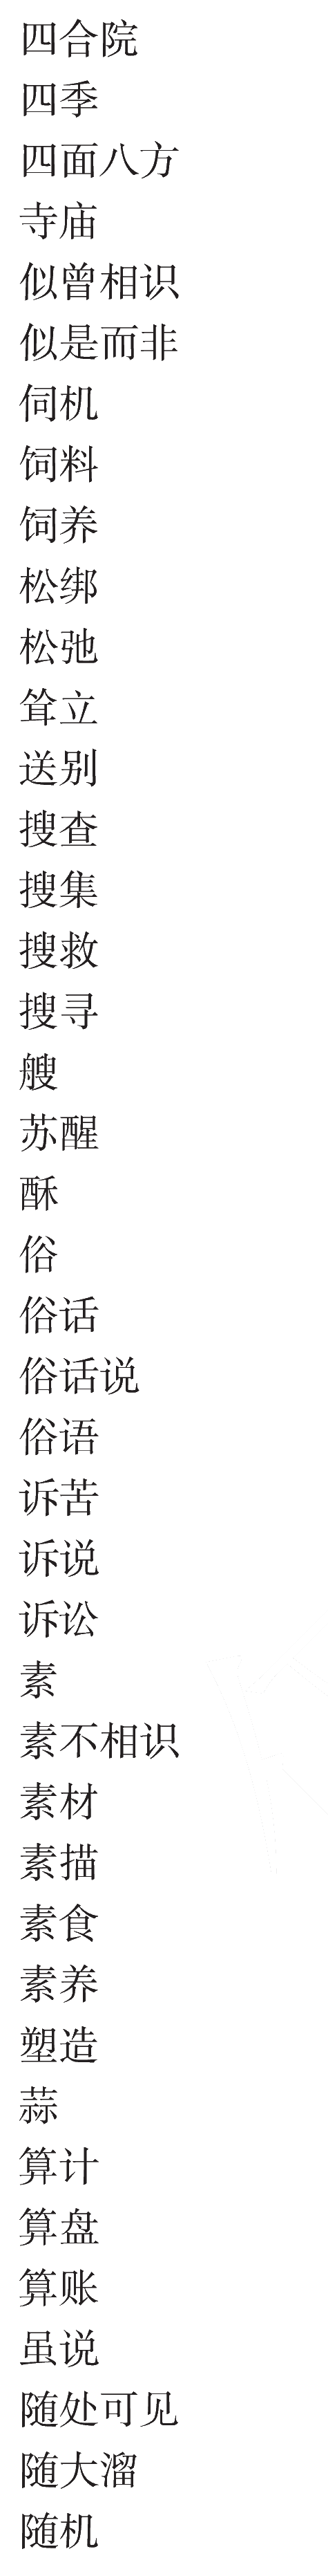 四合院
四季
四面八方
寺庙
似曾相识
似是而非
伺机
饲料
饲养
松绑
松弛
耸立
送别
搜查
搜集
搜救
搜寻
艘
苏醒
酥
俗
俗话
俗话说
俗语
诉苦
诉说
诉讼
素
素不相识
素材
素描
素食
素养
塑造
蒜
算计
算盘
算账
虽说
随处可见
随大溜
随机